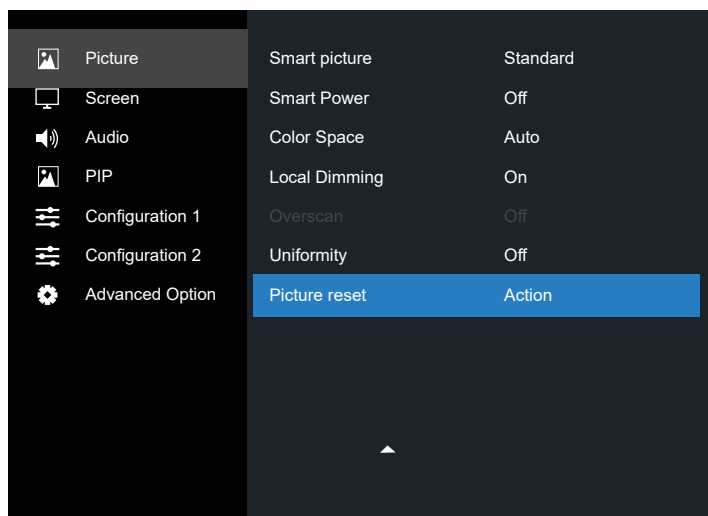 Picture
Screen
Audio
PIP
Configuration 1
Configuration 2
Advanced Option
Smart picture Standard
Smart Power Off
Color Space Auto
Local Dimming On
Overscan Off
Uniformity Off
Picture reset Action